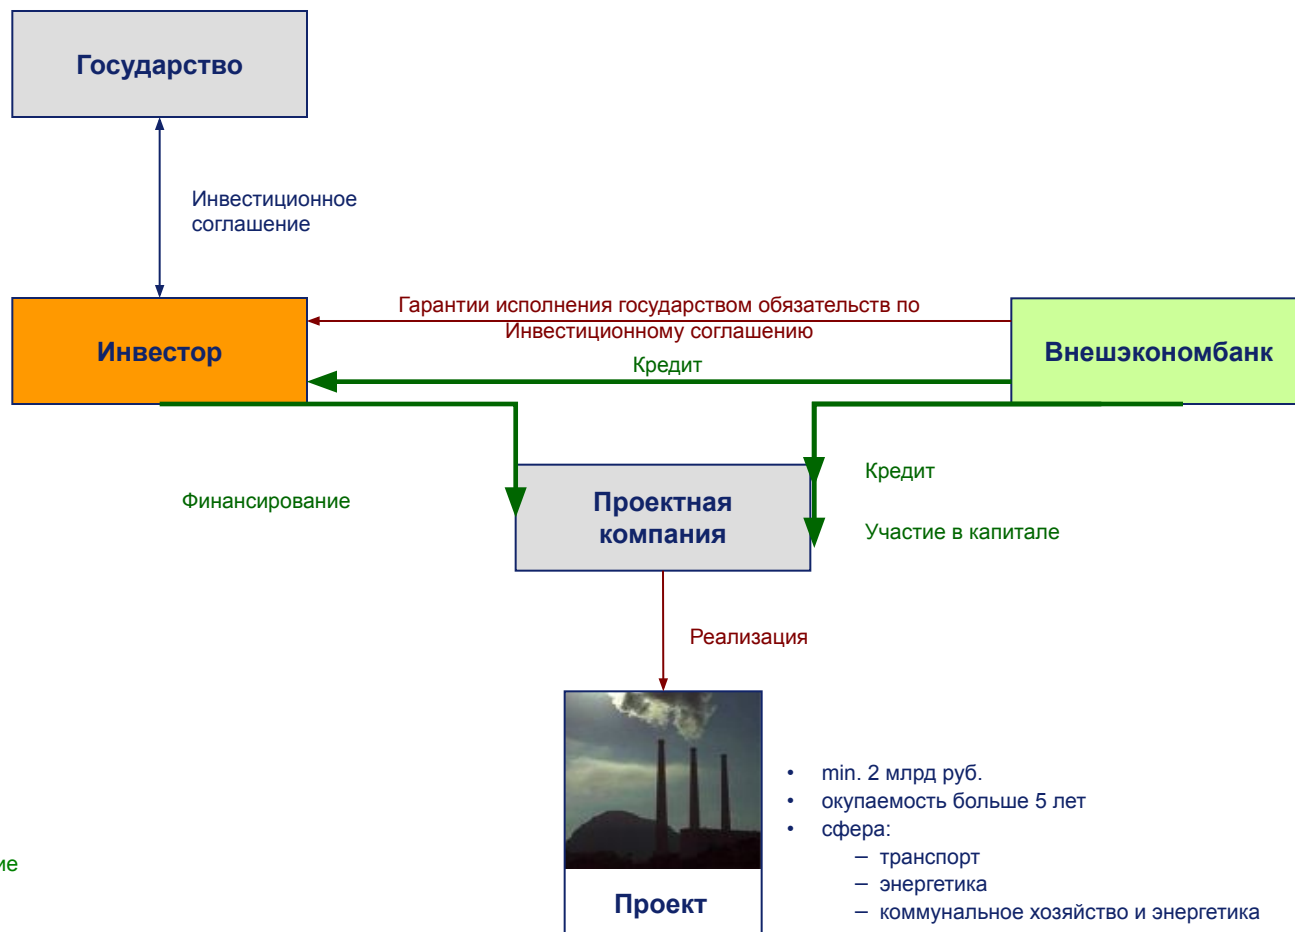 Государство
Инвестиционное
соглашение
Гарантии исполнения государством обязательств по
Инвестиционному соглашению
Инвестор
Внешэкономбанк
Кредит
Кредит
Финансирование
Проектная
компания
Участие в капитале
Реализация
• min. 2 млрд руб.
• окупаемость больше 5 лет
• сфера:
– транспорт
– энергетика
– коммунальное хозяйство и энергетика
ие
Проект